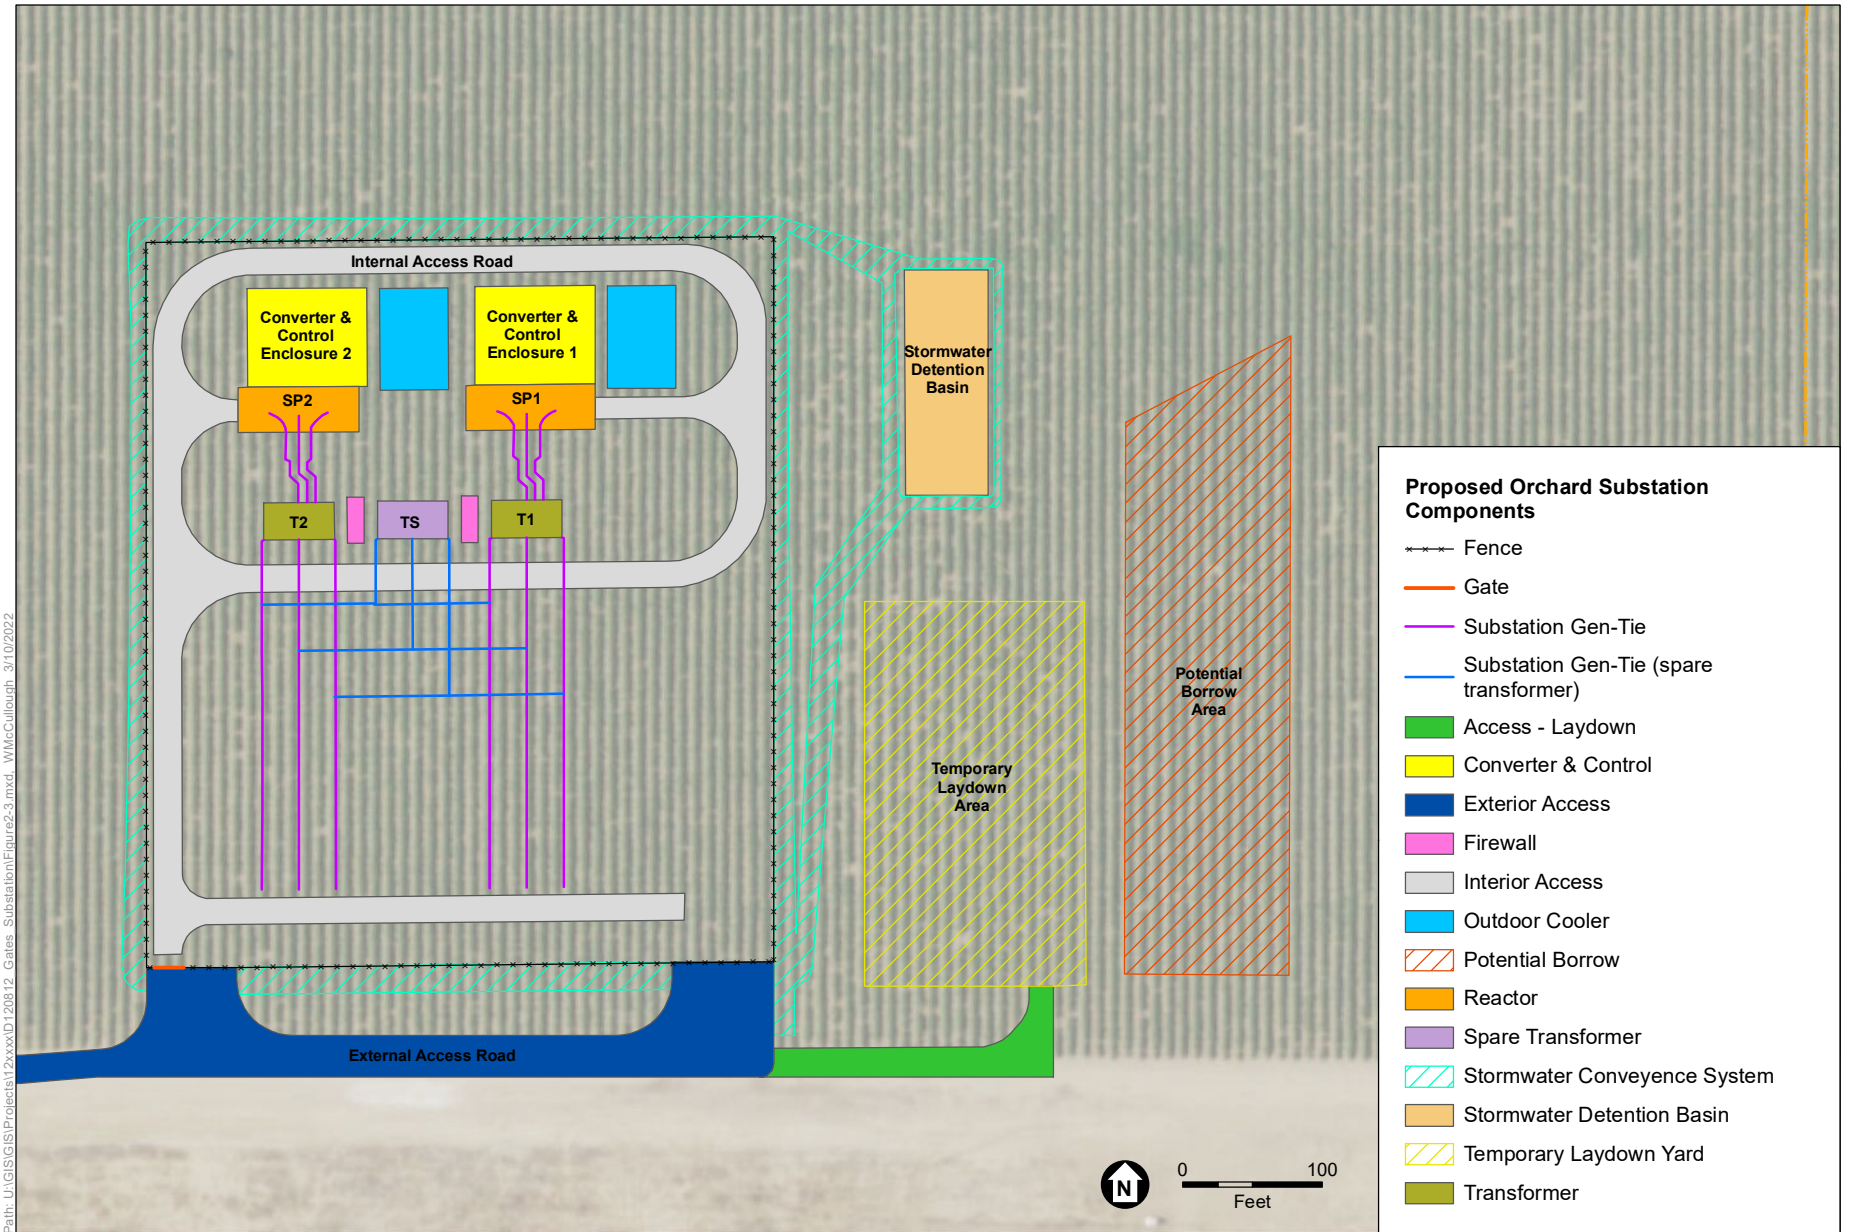 Internal Access Road
Converter &
Control
Enclosure 2
Converter &
Control
Enclosure 1
SP2
SP1
T2
TS
T1
Stormwater
Detention
Basin
Potential
Borrow
Area
Temporary
Laydown
Area
External Access Road
Proposed Orchard Substation
Components
Fence
Gate
Substation Gen-Tie
Substation Gen-Tie (spare
transformer)
Access - Laydown
Converter & Control
Exterior Access
Firewall
Interior Access
Outdoor Cooler
Potential Borrow
Reactor
Spare Transformer
Stormwater Conveyence System
Stormwater Detention Basin
Temporary Laydown Yard
Transformer
N
0 100
Feet
Path: U:\GIS\GIS\Projects\12xxxx\D120812_Gates_Substation\Figure2-3.mxd, WMcCullough 3/10/2022